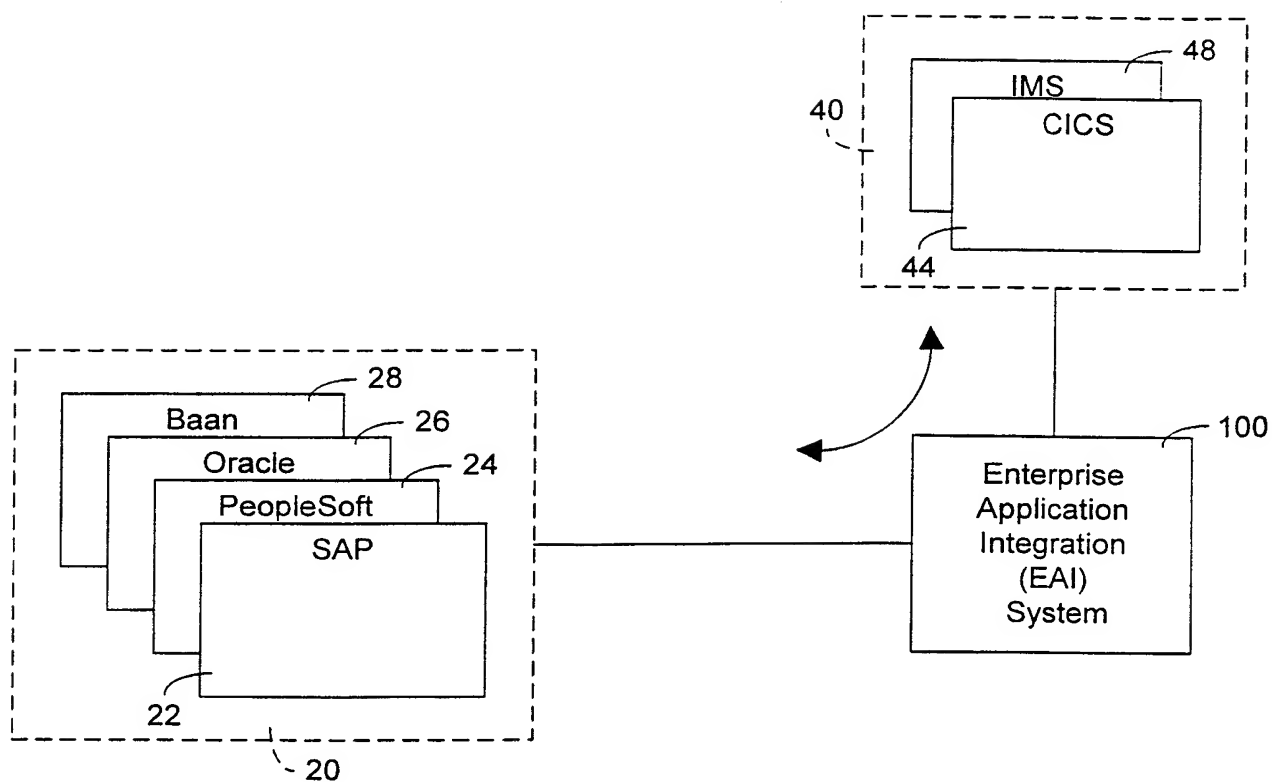 48
IMS
40
CICS
44
28
Baan
26
Oracle
24
PeopleSoft
SAP
22
20
100
Enterprise
Application
Integration
(EAI)
System